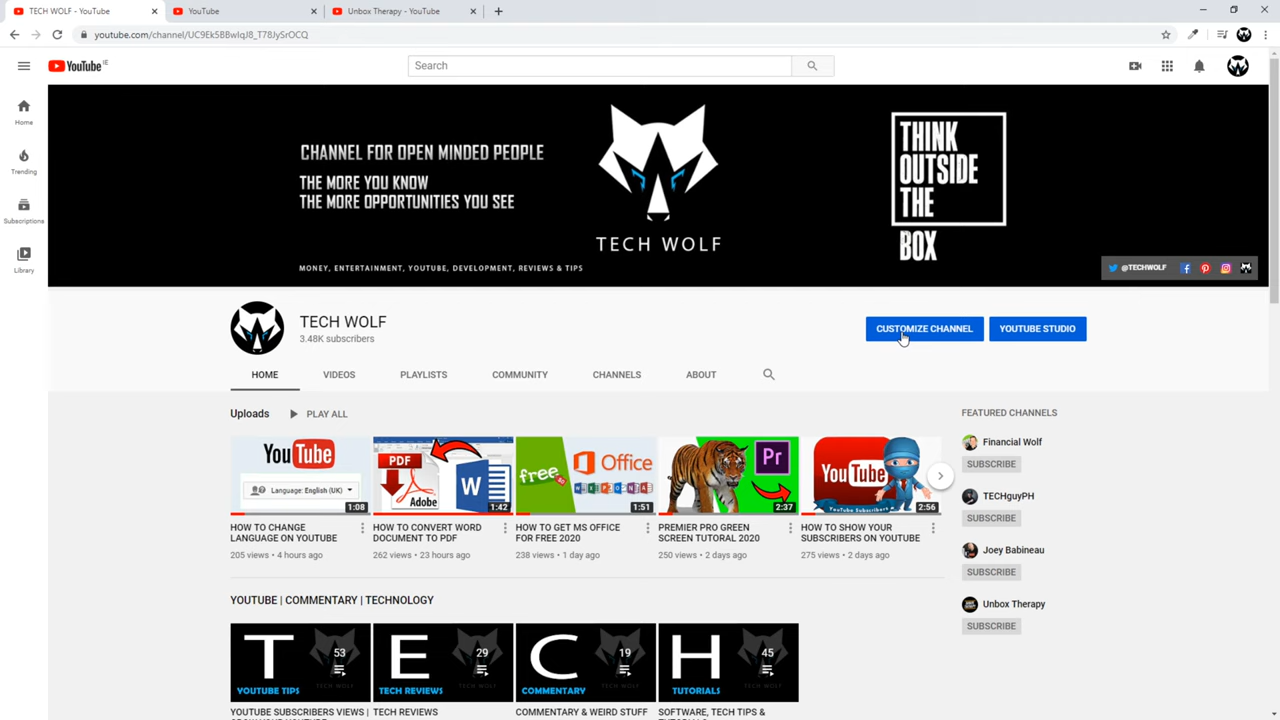 TECH WOLF - YouTube
YouTube
Unbox Therapy - YouTube
YouTube IE
Search
Home
Trending
Subscriptions
Library
CHANNEL FOR OPEN MINDED PEOPLE
THE MORE YOU KNOW
THE MORE OPPORTUNITIES YOU SEE
MONEY, ENTERTAINMENT, YOUTUBE, DEVELOPMENT, REVIEWS & TIPS
TECH WOLF
THINK
OUTSIDE
THE
BOX
@TECHWOLF
TECH WOLF
3.48K subscribers
CUSTOMIZE CHANNEL
YOUTUBE STUDIO
HOME
VIDEOS
PLAYLISTS
COMMUNITY
CHANNELS
ABOUT
Uploads
PLAY ALL
YouTube
Language: English (UK)
1:08
HOW TO CHANGE
LANGUAGE ON YOUTUBE
205 views • 4 hours ago
PDF
Adobe
W
1:42
HOW TO CONVERT WORD
DOCUMENT TO PDF
262 views • 23 hours ago
free
Office
1:51
HOW TO GET MS OFFICE
FOR FREE 2020
238 views • 1 day ago
Pr
2:37
PREMIER PRO GREEN
SCREEN TUTORAL 2020
250 views • 2 days ago
YouTube
YouTube Subscribers
2:56
HOW TO SHOW YOUR
SUBSCRIBERS ON YOUTUBE
275 views • 2 days ago
FEATURED CHANNELS
Financial Wolf
SUBSCRIBE
TECHguyPH
SUBSCRIBE
Joey Babineau
SUBSCRIBE
Unbox Therapy
SUBSCRIBE
YOUTUBE | COMMENTARY | TECHNOLOGY
T
53
YOUTUBE TIPS
YOUTUBE SUBSCRIBERS VIEWS |
E
29
TECH REVIEWS
TECH REVIEWS
C
19
COMMENTARY
COMMENTARY & WEIRD STUFF
H
45
TUTORIALS
SOFTWARE, TECH TIPS &